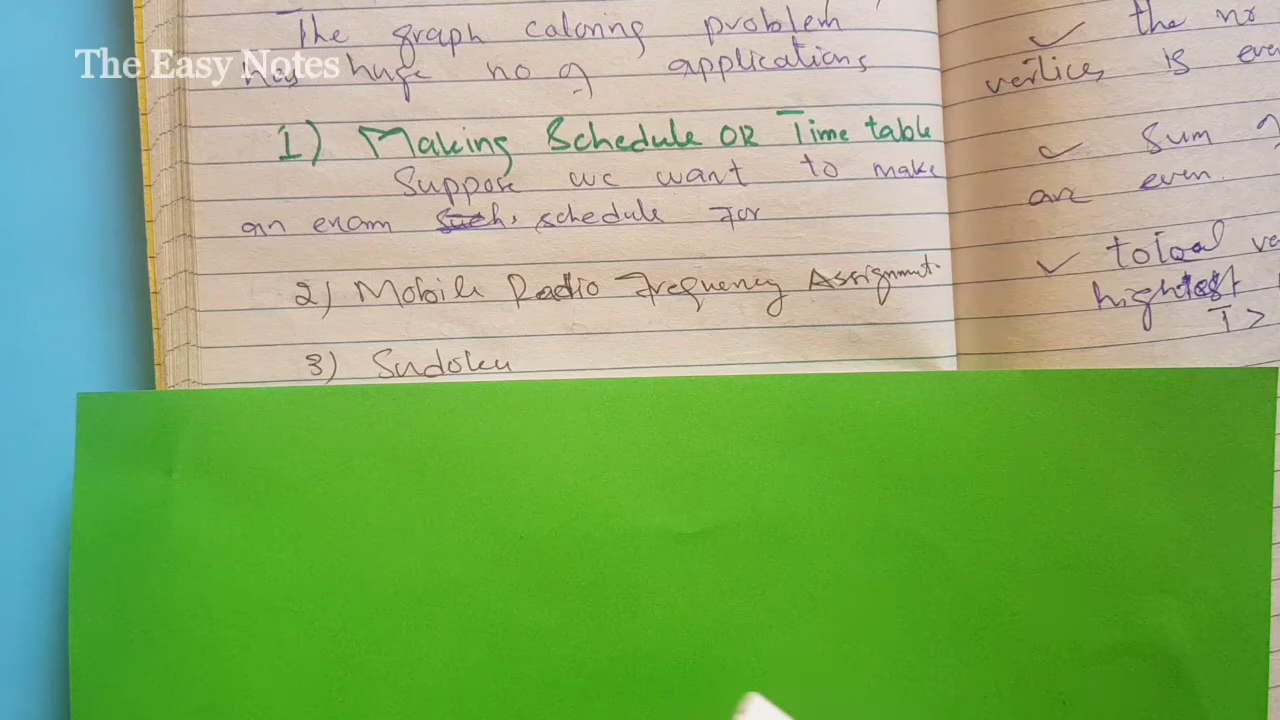 The graph coloring problem
has huge no of applications
The Easy Notes
1) Making Schedule OR Time table
Suppose we want to make
an exam schedule for
2) Mobile Radio Frequency Assignment.
3) Sudoku
✓ the no
vertices is even
✓ Sum of
are even.
✓ total ve
highest